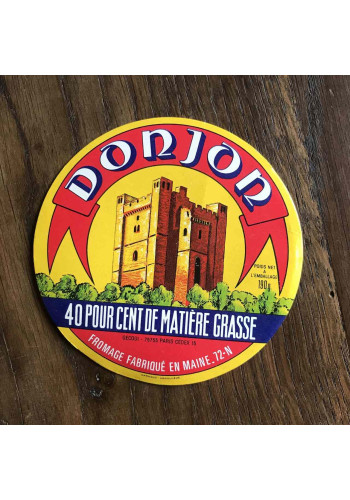 DONJON
POIDS NET
A
L'EMBALLAGE
190g
40 POUR CENT DE MATIÈRE GRASSE
75755 PARIS CEDEX 15
FROMAGE FABRIQUÉ EN MAINE. 72-N